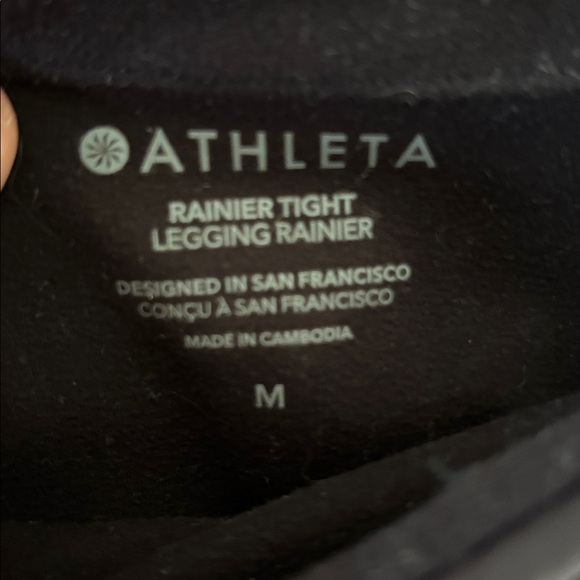 ATHLETA
RAINIER TIGHT
LEGGING RAINIER
DESIGNED IN SAN FRANCISCO
CONÇU À SAN FRANCISCO
MADE IN CAMBODIA
M